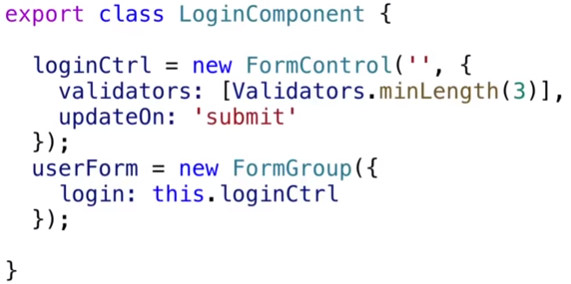 export class LoginComponent {
loginCtrl = new FormControl('', {
validators: [Validators.minLength(3)],
updateOn: 'submit'
});
userForm = new FormGroup({
login: this.loginCtrl
});
}